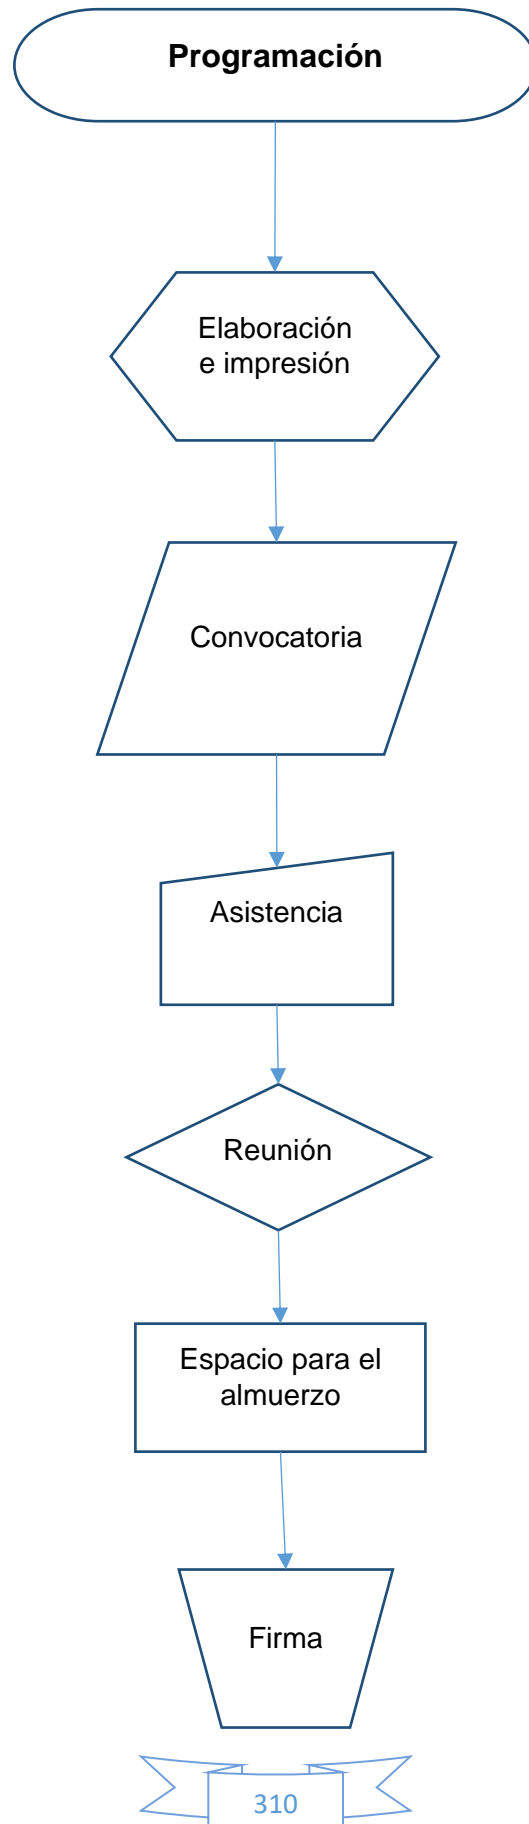 Programación
Elaboración
e impresión
Convocatoria
Asistencia
Reunión
Espacio para el
almuerzo
Firma
310